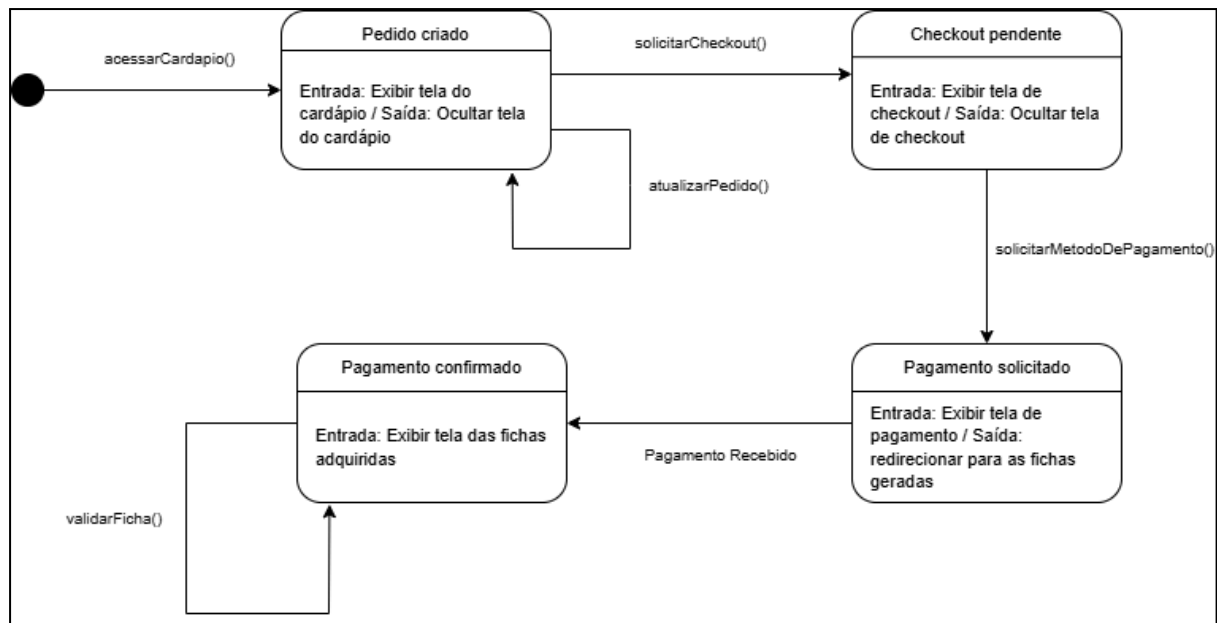 Pedido criado
Entrada: Exibir tela do
cardápio / Saída: Ocultar tela
do cardápio
acessarCardapio()
solicitarCheckout()
atualizarPedido()
Checkout pendente
Entrada: Exibir tela de
checkout / Saída: Ocultar tela
de checkout
solicitarMetodoDePagamento()
Pagamento solicitado
Entrada: Exibir tela de
pagamento / Saída:
redirecionar para as fichas
geradas
Pagamento Recebido
Pagamento confirmado
Entrada: Exibir tela das fichas
adquiridas
validarFicha()